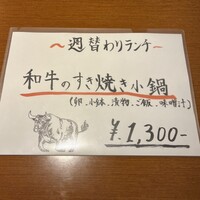 〜週替わりランチ〜
和牛のすき焼き小鍋
(卵、小鉢、漬物、ご飯、味噌汁)
¥.1,300-